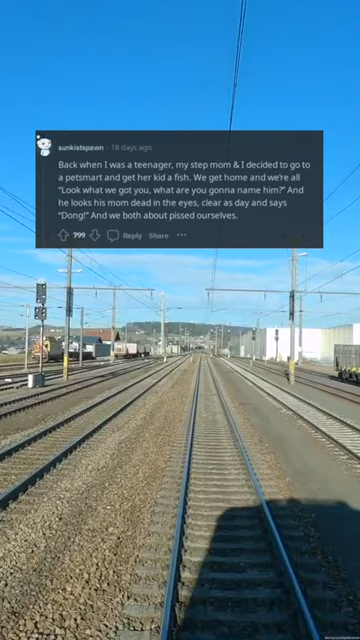 sunkistspawn · 18 days ago
Back when I was a teenager, my step mom & I decided to go to
a petsmart and get her kid a fish. We get home and we're all
"Look what we got you, what are you gonna name him?" And
he looks his mom dead in the eyes, clear as day and says
"Dong!" And we both about pissed ourselves.
799 Reply Share ···